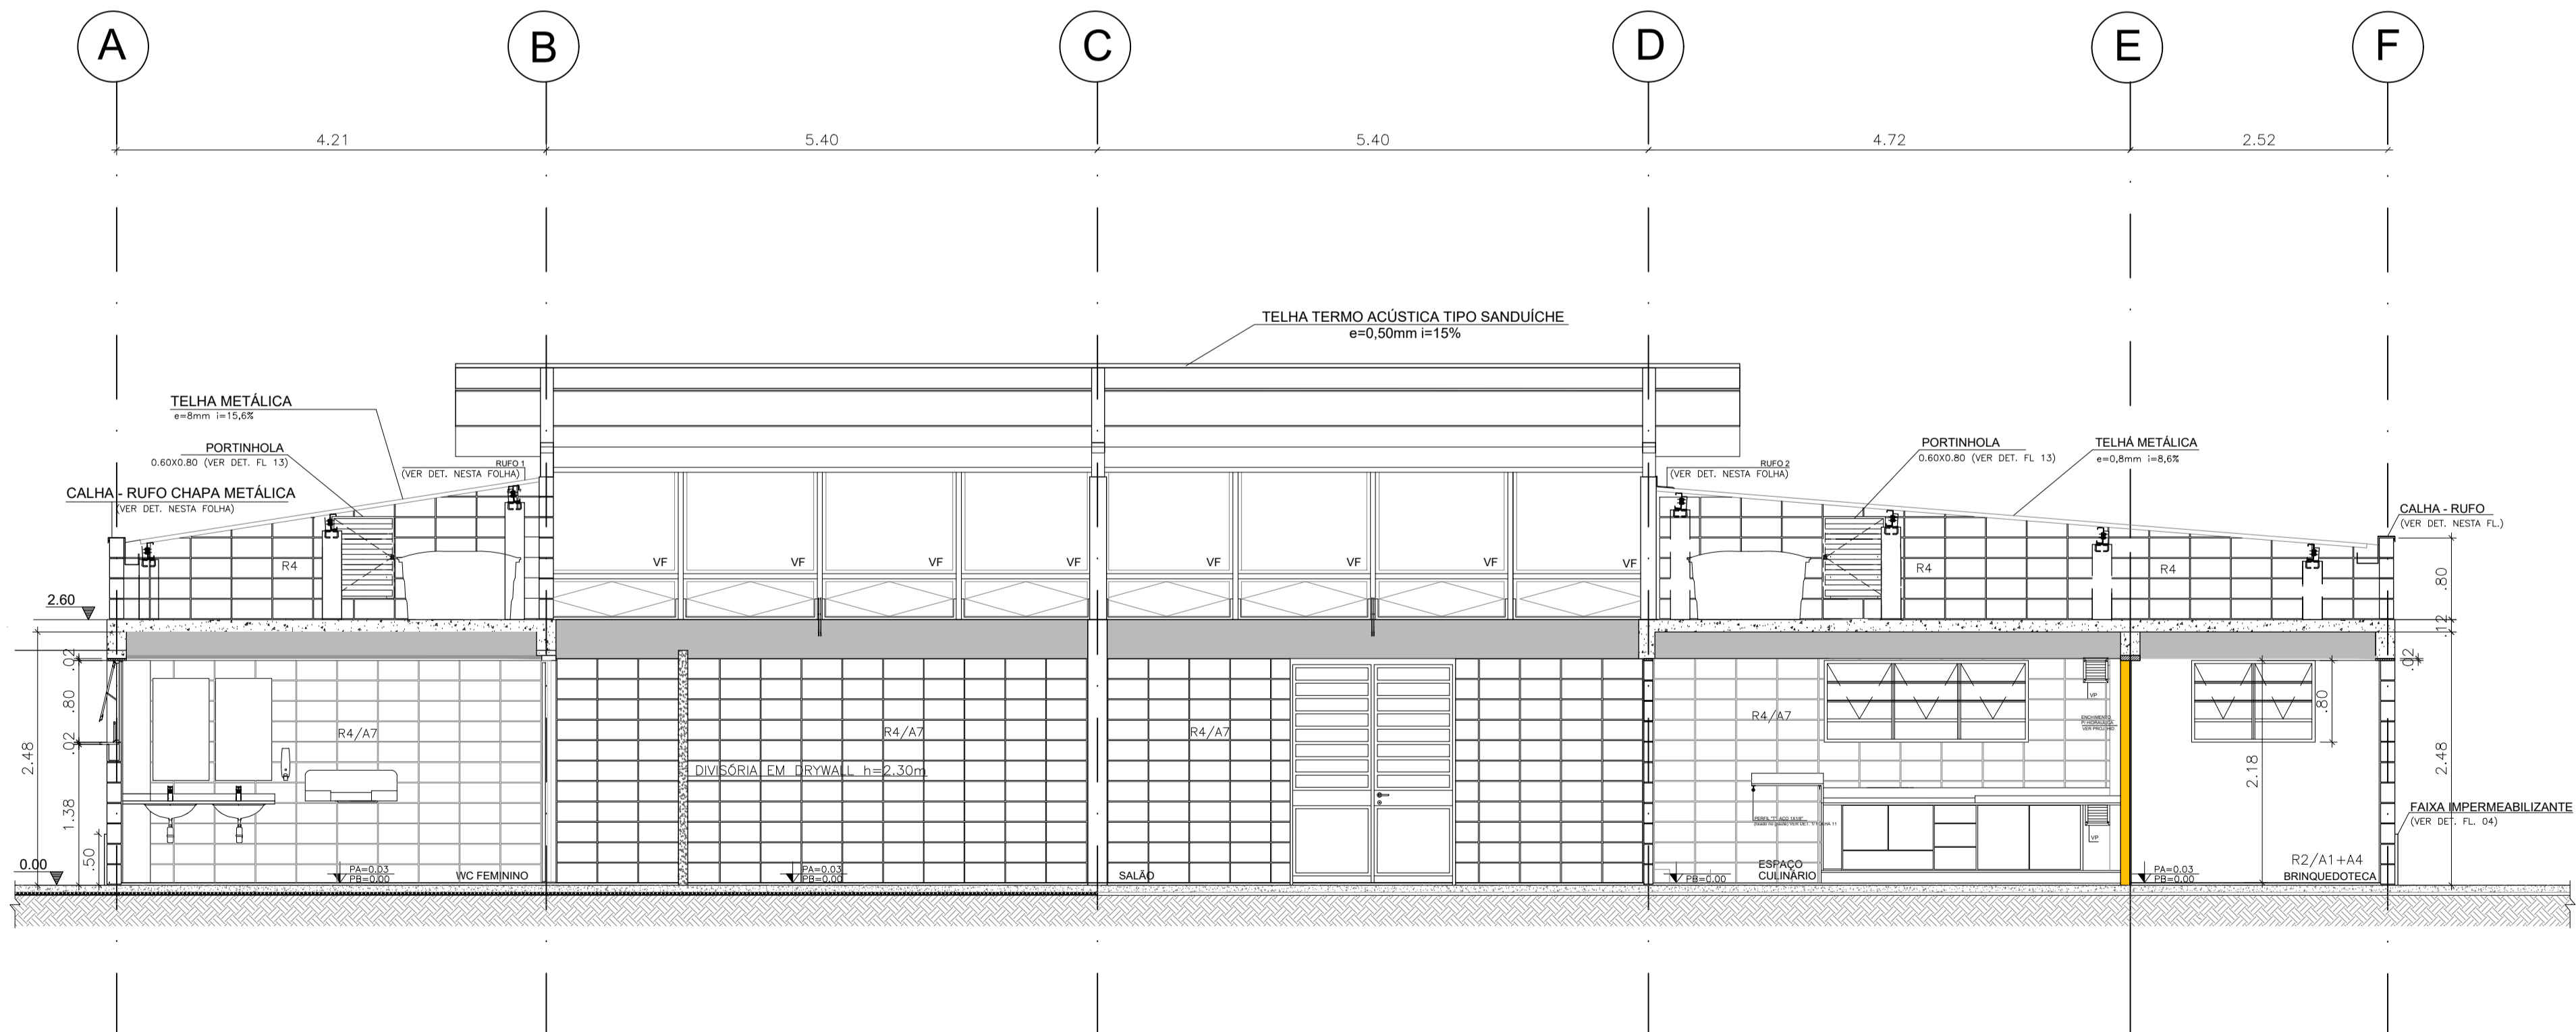 A
B
C
D
E
F
4.21
5.40
5.40
4.72
2.52
TELHA TERMO ACÚSTICA TIPO SANDUÍCHE
e=0,50mm i=15%
TELHA METÁLICA
e=8mm i=15,6%
PORTINHOLA
0.60X0.80 (VER DET. FL 13)
RUFO 1
(VER DET. NESTA FOLHA)
CALHA - RUFO CHAPA METÁLICA
(VER DET. NESTA FOLHA)
RUFO 2
(VER DET. NESTA FOLHA)
PORTINHOLA
0.60X0.80 (VER DET. FL 13)
TELHÁ METÁLICA
e=0,8mm i=8,6%
CALHA - RUFO
(VER DET. NESTA FL.)
VF
VF
VF
VF
VF
VF
VF
VF
R4
R4
R4
.80
.12
2.60
.02
.80
.02
2.48
1.38
.50
0.00
R4/A7
R4/A7
R4/A7
R4/A7
DIVISÓRIA EM DRYWALL h=2.30m
VP
ENCHIMENTO
P/ HIDRÁULICA
VER PROJ. HID
VP
.80
.02
2.18
2.48
FAIXA IMPERMEABILIZANTE
(VER DET. FL. 04)
PA=0.03
PB=0.00
WC FEMININO
PA=0.03
PB=0.00
SALÃO
PB=0.00
ESPAÇO
CULINÁRIO
PA=0.03
PB=0.00
R2/A1+A4
BRINQUEDOTECA